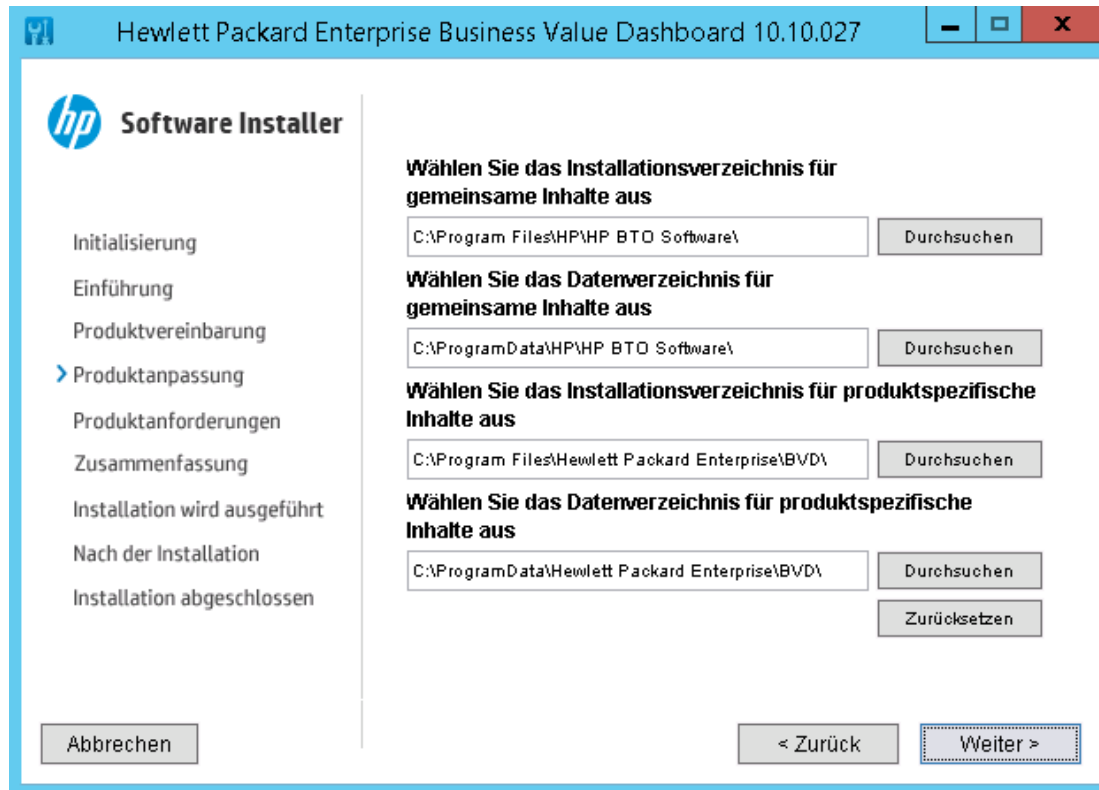 Hewlett Packard Enterprise Business Value Dashboard 10.10.027
hp
Software Installer
Initialisierung
Einführung
Produktvereinbarung
Produktanpassung
Produktanforderungen
Zusammenfassung
Installation wird ausgeführt
Nach der Installation
Installation abgeschlossen
Wählen Sie das Installationsverzeichnis für
gemeinsame Inhalte aus
C:\Program Files\HP\HP BTO Software\
Durchsuchen
Wählen Sie das Datenverzeichnis für
gemeinsame Inhalte aus
C:\ProgramData\HP\HP BTO Software\
Durchsuchen
Wählen Sie das Installationsverzeichnis für produktspezifische
Inhalte aus
C:\Program Files\Hewlett Packard Enterprise\BVD\
Durchsuchen
Wählen Sie das Datenverzeichnis für produktspezifische
Inhalte aus
C:\ProgramData\Hewlett Packard Enterprise\BVD\
Durchsuchen
Zurücksetzen
Abbrechen
< Zurück
Weiter >